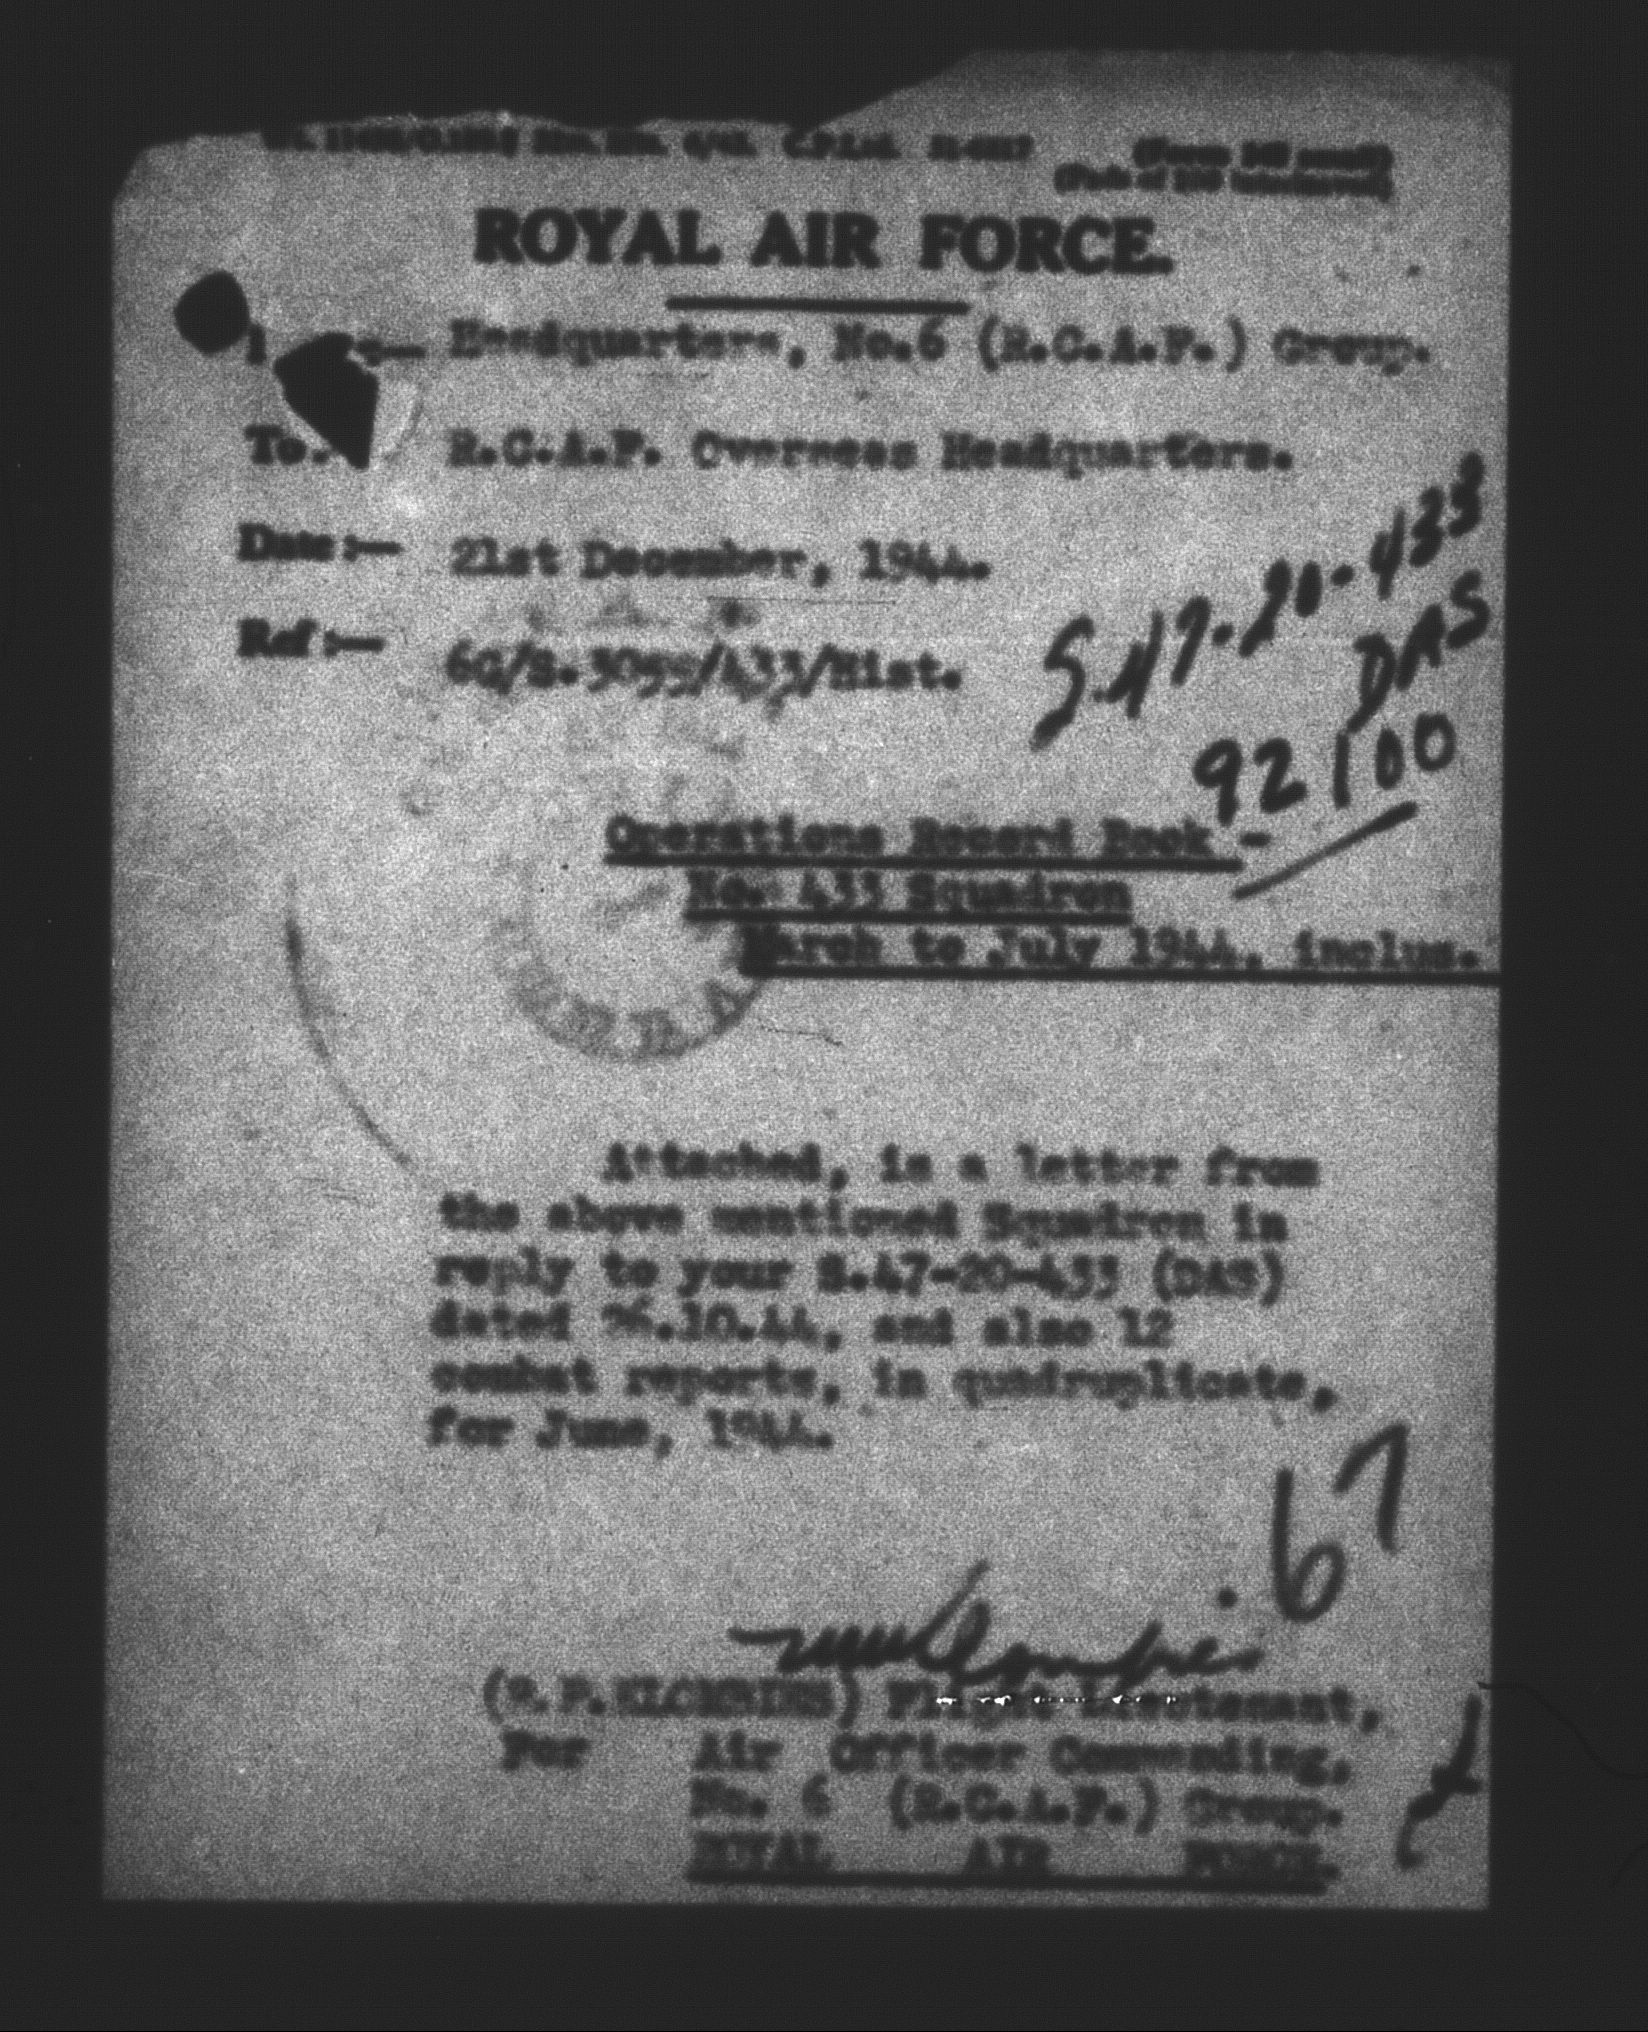 ROYAL AIR FORCE.
Headquarters, No.6 (R.C.A.F.) Group.
To. R.C.A.F. Overseas Headquarters.
Date:— 21st December, 1944.
Ref:— 6G/S.3055/433/Hist.
S.47-20-433
DAS
92100
Operations Record Book -
No. 433 Squadron
March to July 1944, inclus.
Attached, is a letter from
the above mentioned Squadron in
reply to your S.47-20-433 (DAS)
dated 26.10.44, and also 12
combat reports, in quadruplicate,
for June, 1944.
67
Flight Lieutenant,
For Air Officer Commanding,
No. 6 (R.C.A.F.) Group.
ROYAL AIR FORCE.